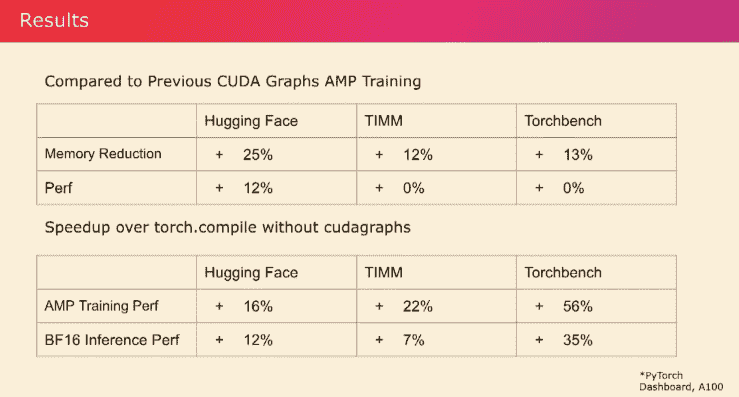 Results
Compared to Previous CUDA Graphs AMP Training
Hugging Face TIMM Torchbench
Memory Reduction + 25% + 12% + 13%
Perf + 12% + 0% + 0%
Speedup over torch.compile without cudagraphs
Hugging Face TIMM Torchbench
AMP Training Perf + 16% + 22% + 56%
BF16 Inference Perf + 12% + 7% + 35%
*PyTorch
Dashboard, A100